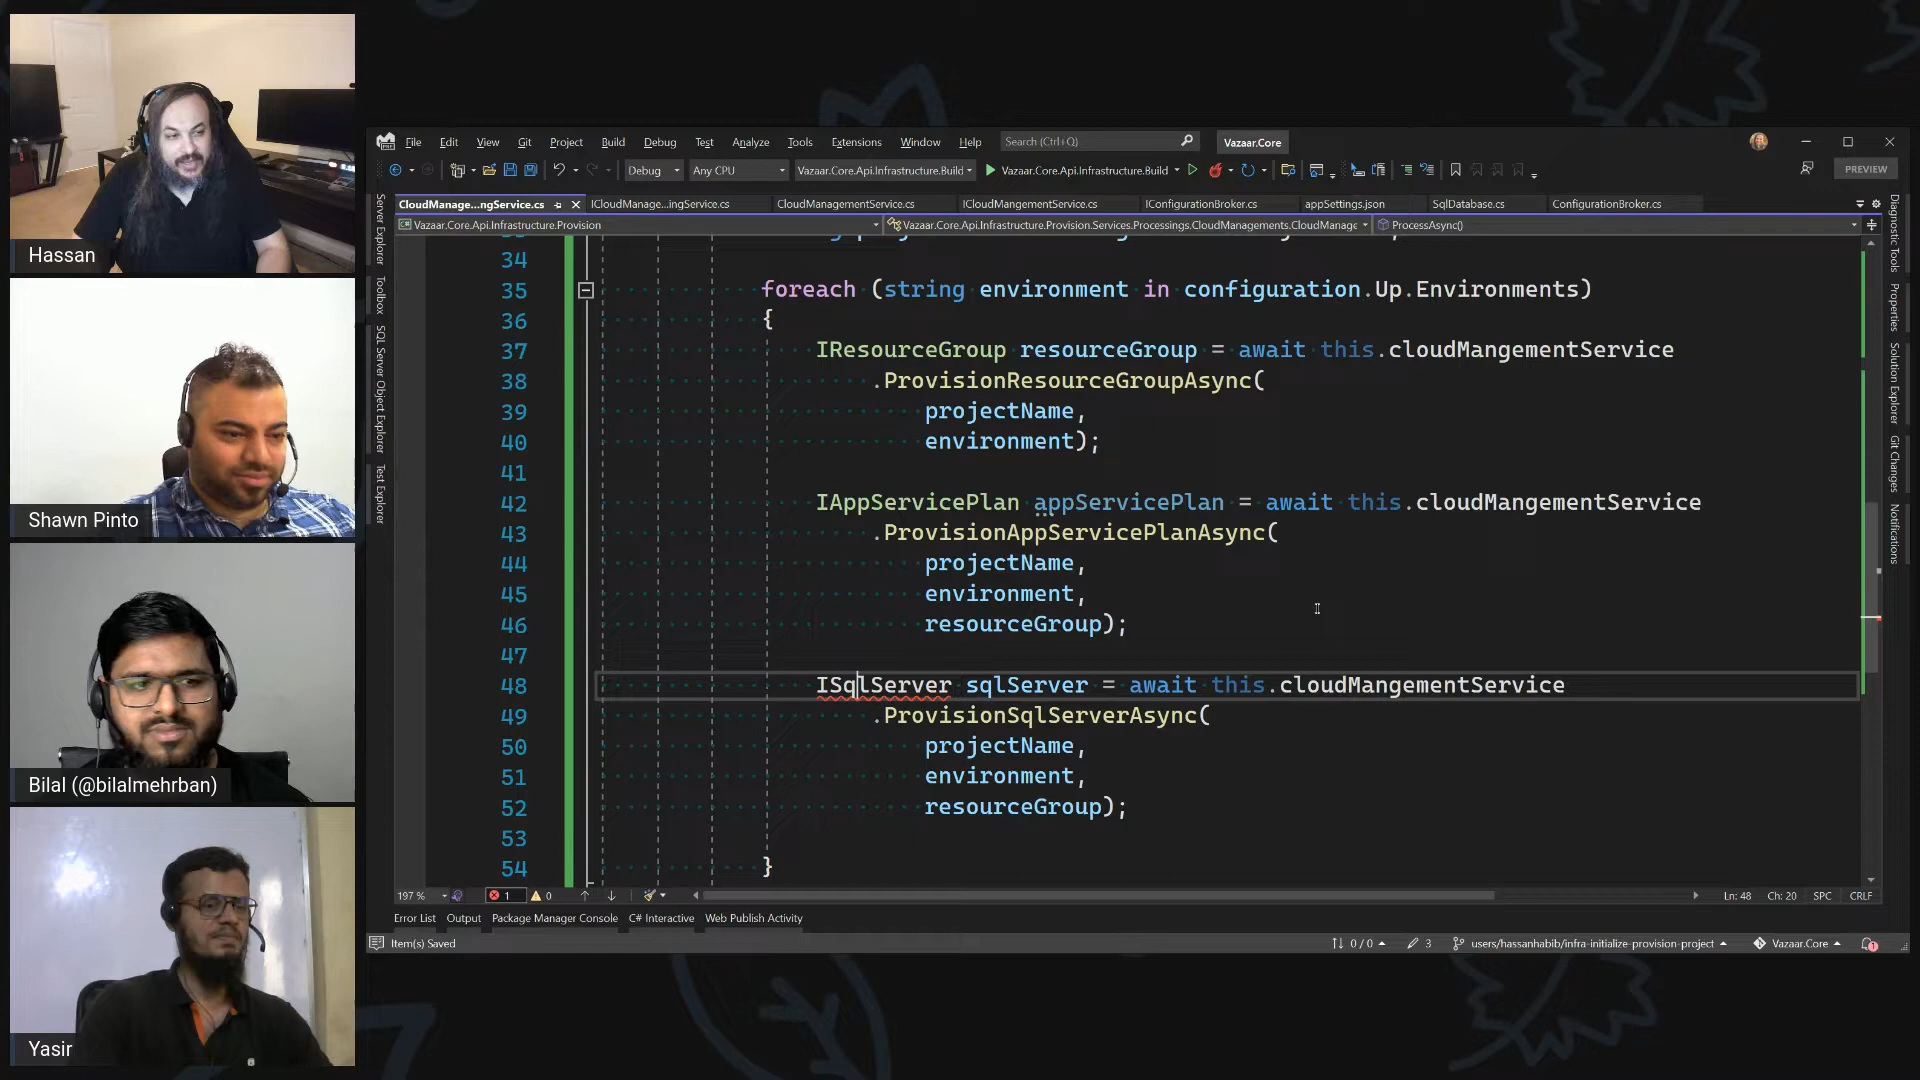 Hassan
Shawn Pinto
Bilal (@bilalmehrban)
Yasir
File Edit View Git Project Build Debug Test Analyze Tools Extensions Window Help Search (Ctrl+Q) Vazaar.Core
Debug Any CPU Vazaar.Core.Api.Infrastructure.Build Vazaar.Core.Api.Infrastructure.Build PREVIEW
CloudManage...ngService.cs ICloudManage...ingService.cs CloudManagementService.cs ICloudMangementService.cs IConfigurationBroker.cs appSettings.json SqlDatabase.cs ConfigurationBroker.cs
Vazaar.Core.Api.Infrastructure.Provision Vazaar.Core.Api.Infrastructure.Provision.Services.Processings.CloudManagements.CloudManage ProcessAsync()
Server Explorer
Toolbox
SQL Server Object Explorer
Test Explorer
34
35 foreach (string environment in configuration.Up.Environments)
36 {
37 IResourceGroup resourceGroup = await this.cloudMangementService
38 .ProvisionResourceGroupAsync(
39 projectName,
40 environment);
41
42 IAppServicePlan appServicePlan = await this.cloudMangementService
43 .ProvisionAppServicePlanAsync(
44 projectName,
45 environment,
46 resourceGroup);
47
48 ISqlServer sqlServer = await this.cloudMangementService
49 .ProvisionSqlServerAsync(
50 projectName,
51 environment,
52 resourceGroup);
53
54 }
Diagnostic Tools
Properties
Solution Explorer
Git Changes
Notifications
197 % 1 0 Ln: 48 Ch: 20 SPC CRLF
Error List Output Package Manager Console C# Interactive Web Publish Activity
Item(s) Saved 0 / 0 3 users/hassanhabib/infra-initialize-provision-project Vazaar.Core 1